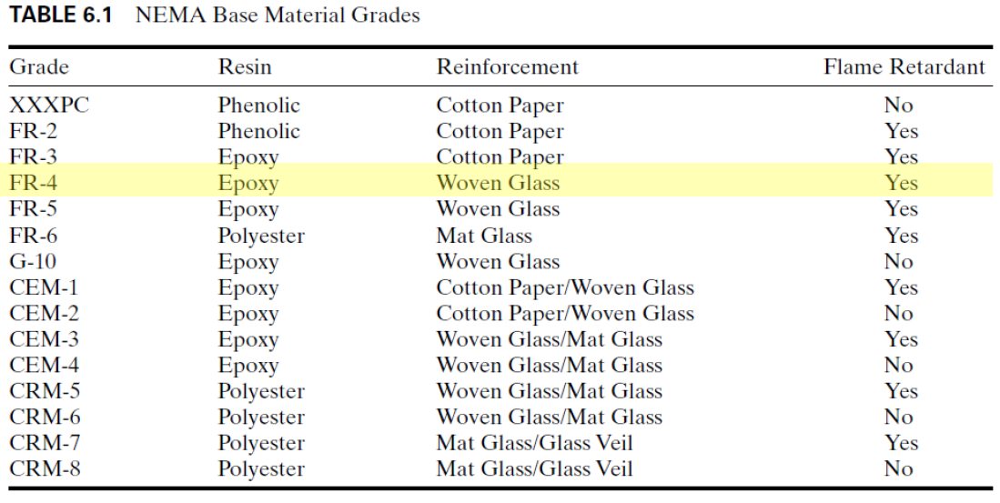 TABLE 6.1 NEMA Base Material Grades
Grade Resin Reinforcement Flame Retardant
XXXPC Phenolic Cotton Paper No
FR-2 Phenolic Cotton Paper Yes
FR-3 Epoxy Cotton Paper Yes
FR-4 Epoxy Woven Glass Yes
FR-5 Epoxy Woven Glass Yes
FR-6 Polyester Mat Glass Yes
G-10 Epoxy Woven Glass No
CEM-1 Epoxy Cotton Paper/Woven Glass Yes
CEM-2 Epoxy Cotton Paper/Woven Glass No
CEM-3 Epoxy Woven Glass/Mat Glass Yes
CEM-4 Epoxy Woven Glass/Mat Glass No
CRM-5 Polyester Woven Glass/Mat Glass Yes
CRM-6 Polyester Woven Glass/Mat Glass No
CRM-7 Polyester Mat Glass/Glass Veil Yes
CRM-8 Polyester Mat Glass/Glass Veil No